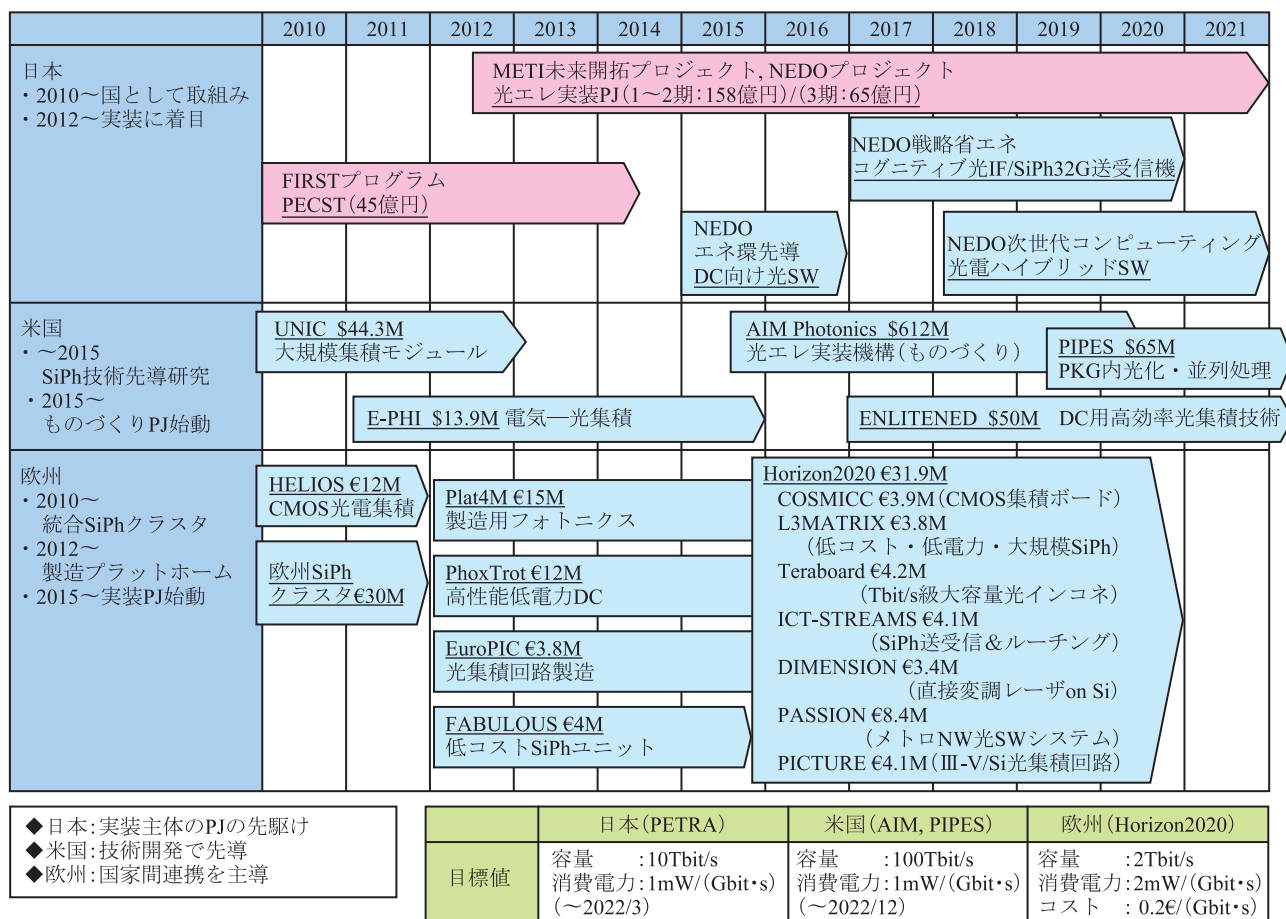 2010 2011 2012 2013 2014 2015 2016 2017 2018 2019 2020 2021
日本
・2010～国として取組み
・2012～実装に着目
METI未来開拓プロジェクト, NEDOプロジェクト
光エレ実装PJ(1～2期:158億円)/(3期:65億円)
NEDO戦略省エネ
コグニティブ光IF/SiPh32G送受信機
FIRSTプログラム
PECST(45億円)
NEDO
エネ環先導
DC向け光SW
NEDO次世代コンピューティング
光電ハイブリッドSW
米国
・～2015
SiPh技術先導研究
・2015～
ものづくりPJ始動
UNIC $44.3M
大規模集積モジュール
AIM Photonics $612M
光エレ実装機構(ものづくり)
PIPES $65M
PKG内光化・並列処理
E-PHI $13.9M 電気―光集積
ENLITENED $50M DC用高効率光集積技術
欧州
・2010～
統合SiPhクラスタ
・2012～
製造プラットホーム
・2015～実装PJ始動
HELIOS €12M
CMOS光電集積
欧州SiPh
クラスタ€30M
Plat4M €15M
製造用フォトニクス
PhoxTrot €12M
高性能低電力DC
EuroPIC €3.8M
光集積回路製造
FABULOUS €4M
低コストSiPhユニット
Horizon2020 €31.9M
COSMICC €3.9M(CMOS集積ボード)
L3MATRIX €3.8M
(低コスト・低電力・大規模SiPh)
Teraboard €4.2M
(Tbit/s級大容量光インコネ)
ICT-STREAMS €4.1M
(SiPh送受信＆ルーチング)
DIMENSION €3.4M
(直接変調レーザon Si)
PASSION €8.4M
(メトロNW光SWシステム)
PICTURE €4.1M(Ⅲ-V/Si光集積回路)
◆日本:実装主体のPJの先駆け
◆米国:技術開発で先導
◆欧州:国家間連携を主導
日本(PETRA) 米国(AIM, PIPES) 欧州(Horizon2020)
目標値
容量 :10Tbit/s
消費電力:1mW/(Gbit・s)
(～2022/3)
容量 :100Tbit/s
消費電力:1mW/(Gbit・s)
(～2022/12)
容量 :2Tbit/s
消費電力:2mW/(Gbit・s)
コスト :0.2€/(Gbit・s)